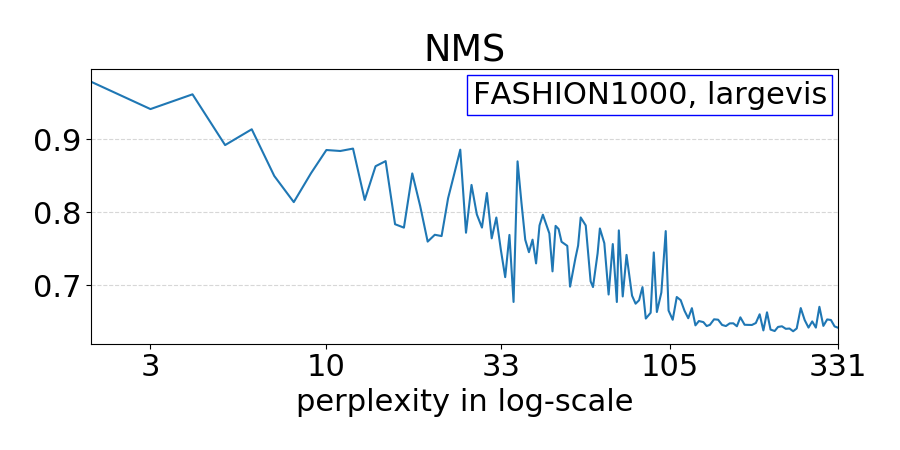 NMS
FASHION1000, largevis
0.9
0.8
0.7
3 10 33 105 331
perplexity in log-scale